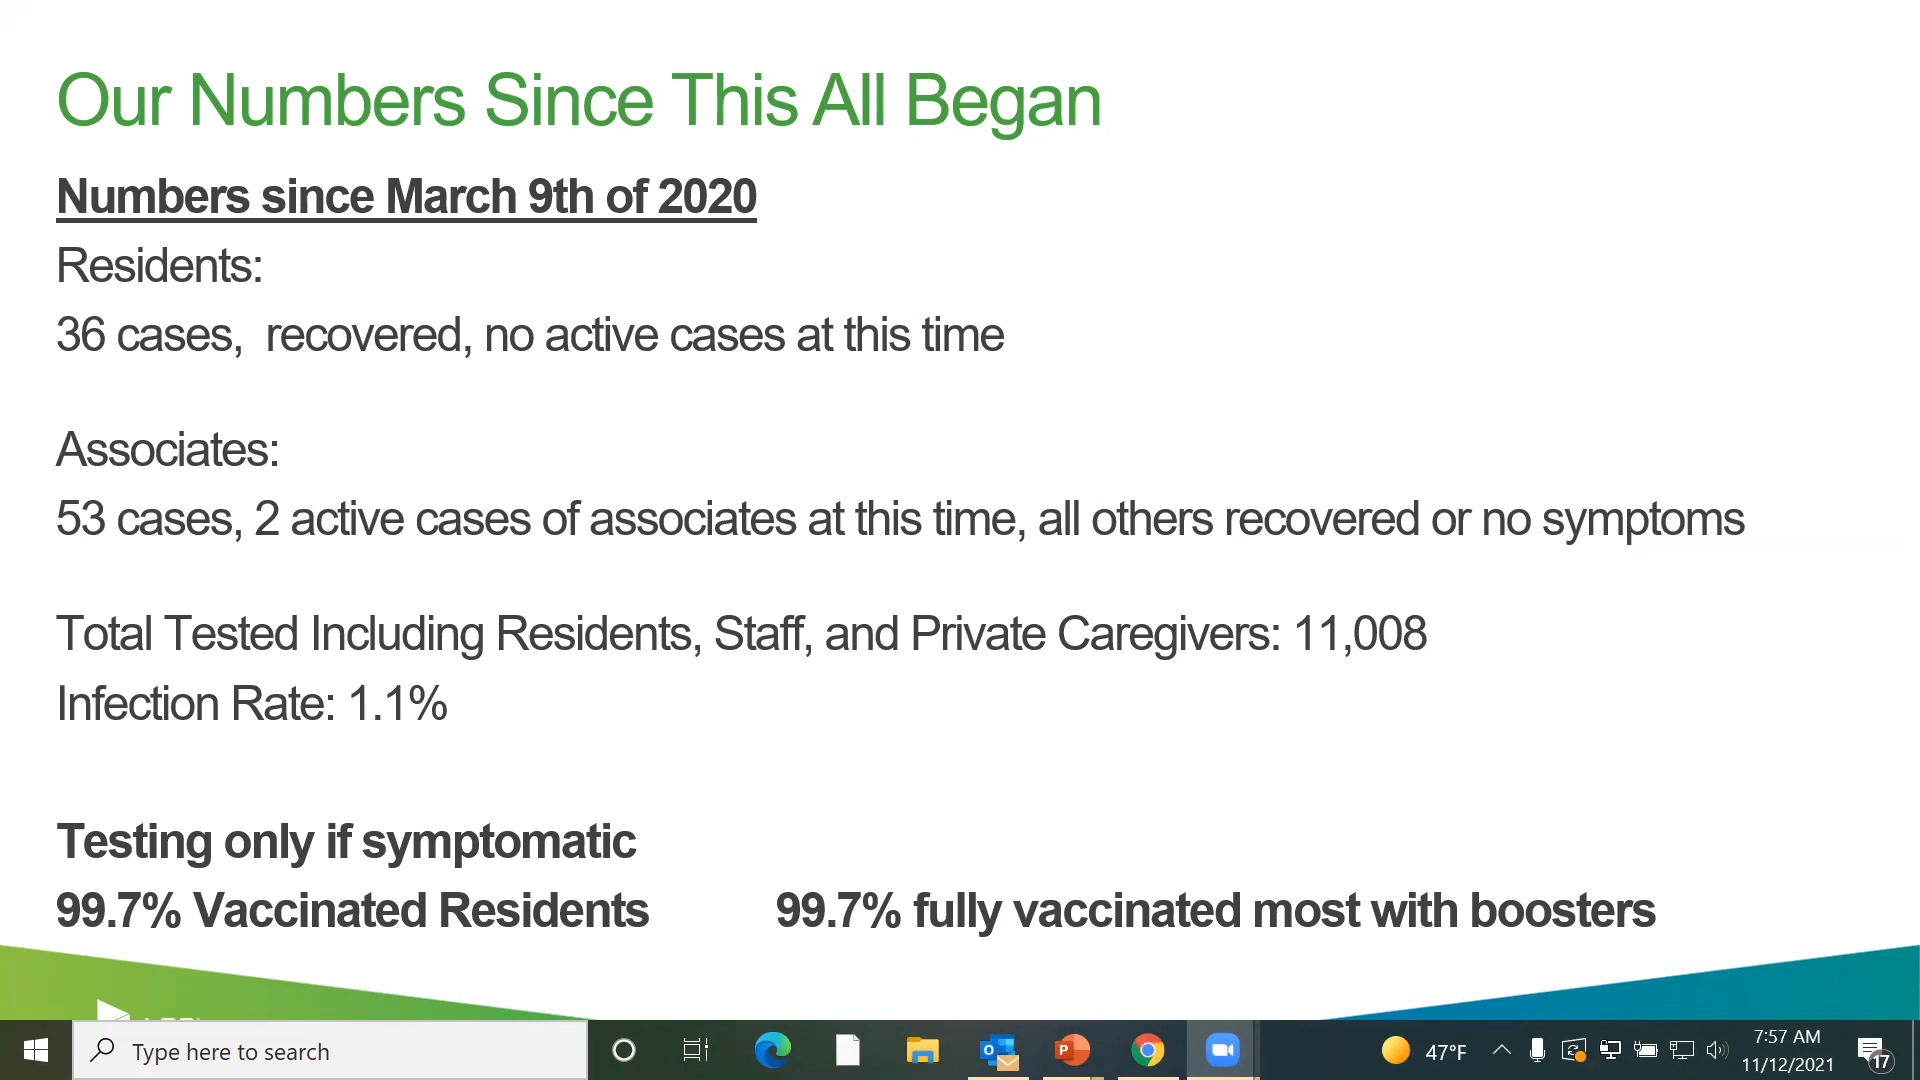 Our Numbers Since This All Began
Numbers since March 9th of 2020
Residents:
36 cases,  recovered, no active cases at this time
Associates:
53 cases, 2 active cases of associates at this time, all others recovered or no symptoms
Total Tested Including Residents, Staff, and Private Caregivers: 11,008
Infection Rate: 1.1%
Testing only if symptomatic
99.7% Vaccinated Residents 99.7% fully vaccinated most with boosters
Type here to search
47°F
7:57 AM
11/12/2021
17